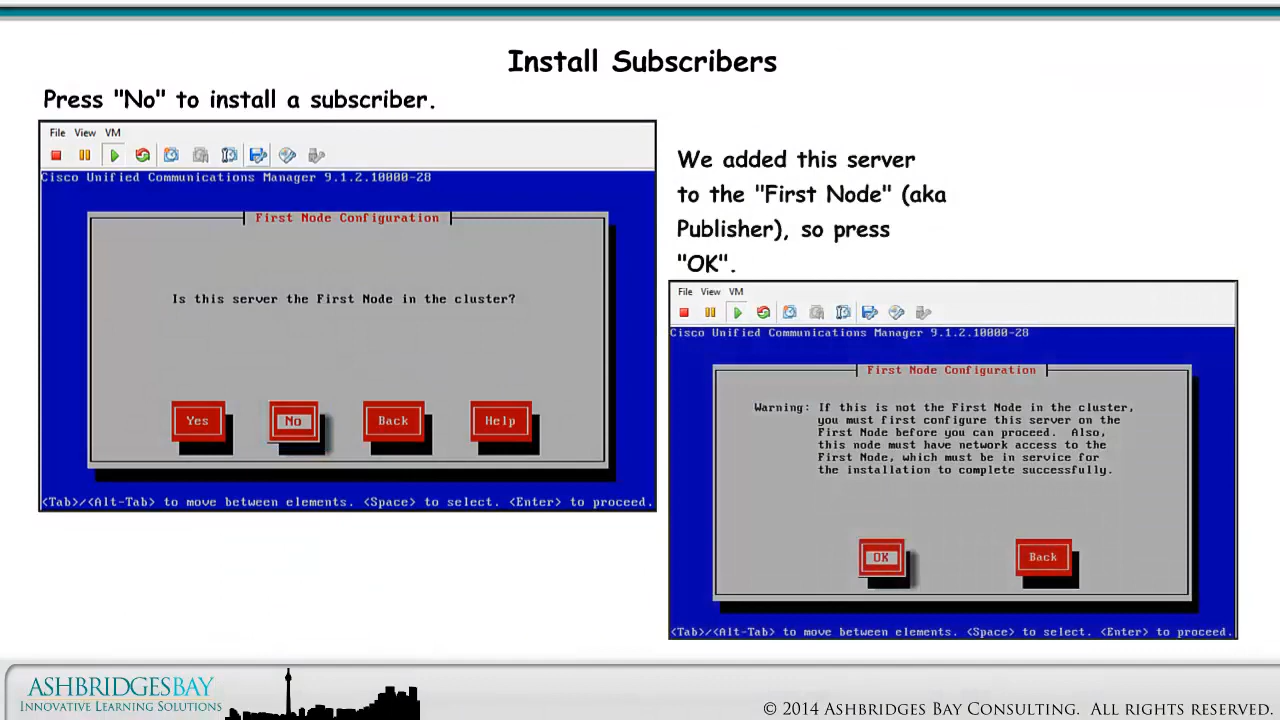 Install Subscribers
Press "No" to install a subscriber.
File View VM
Cisco Unified Communications Manager 9.1.2.10000-28
First Node Configuration
Is this server the First Node in the cluster?
Yes No Back Help
<Tab>/<Alt-Tab> to move between elements. <Space> to select. <Enter> to proceed.
We added this server
to the "First Node" (aka
Publisher), so press
"OK".
File View VM
Cisco Unified Communications Manager 9.1.2.10000-28
First Node Configuration
Warning: If this is not the First Node in the cluster,
you must first configure this server on the
First Node before you can proceed. Also,
this node must have network access to the
First Node, which must be in service for
the installation to complete successfully.
OK Back
<Tab>/<Alt-Tab> to move between elements. <Space> to select. <Enter> to proceed.
ASHBRIDGESBAY
INNOVATIVE LEARNING SOLUTIONS
© 2014 ASHBRIDGES BAY CONSULTING. ALL RIGHTS RESERVED.